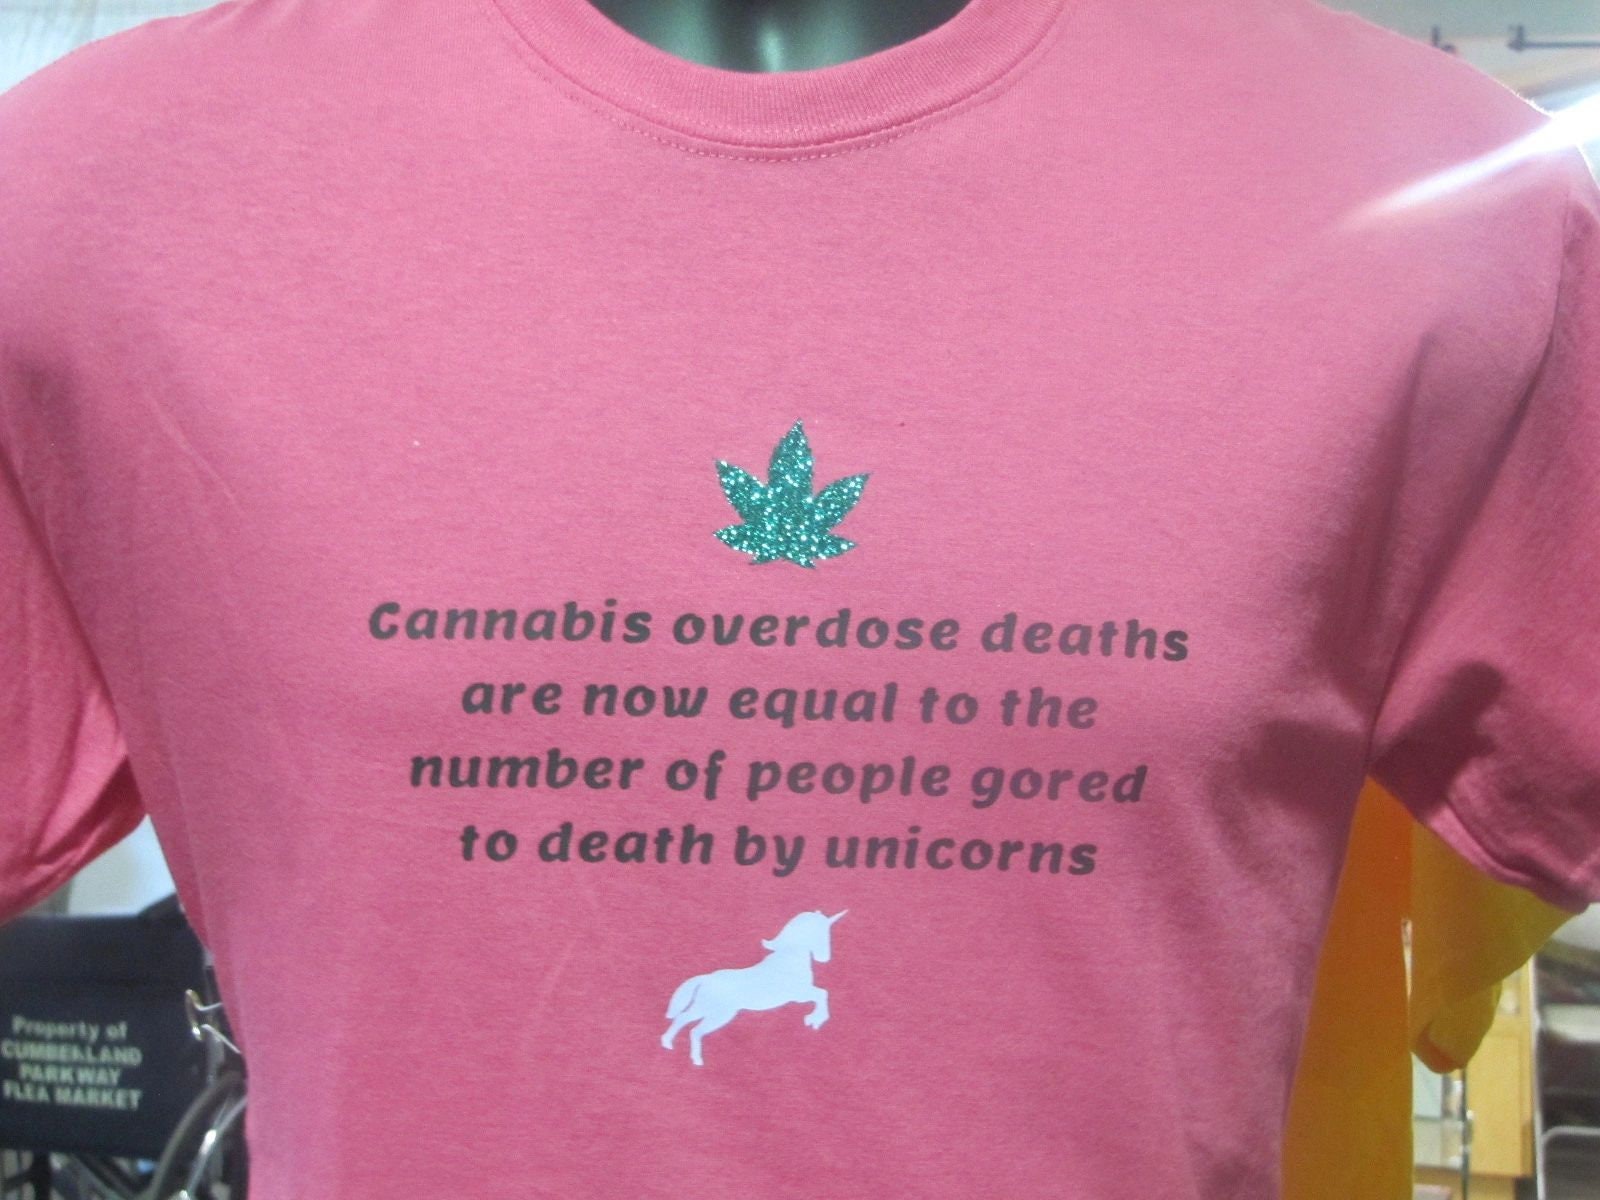 Cannabis overdose deaths
are now equal to the
number of people gored
to death by unicorns
Property of
CUMBERLAND
PARKWAY
FLEA MARKET